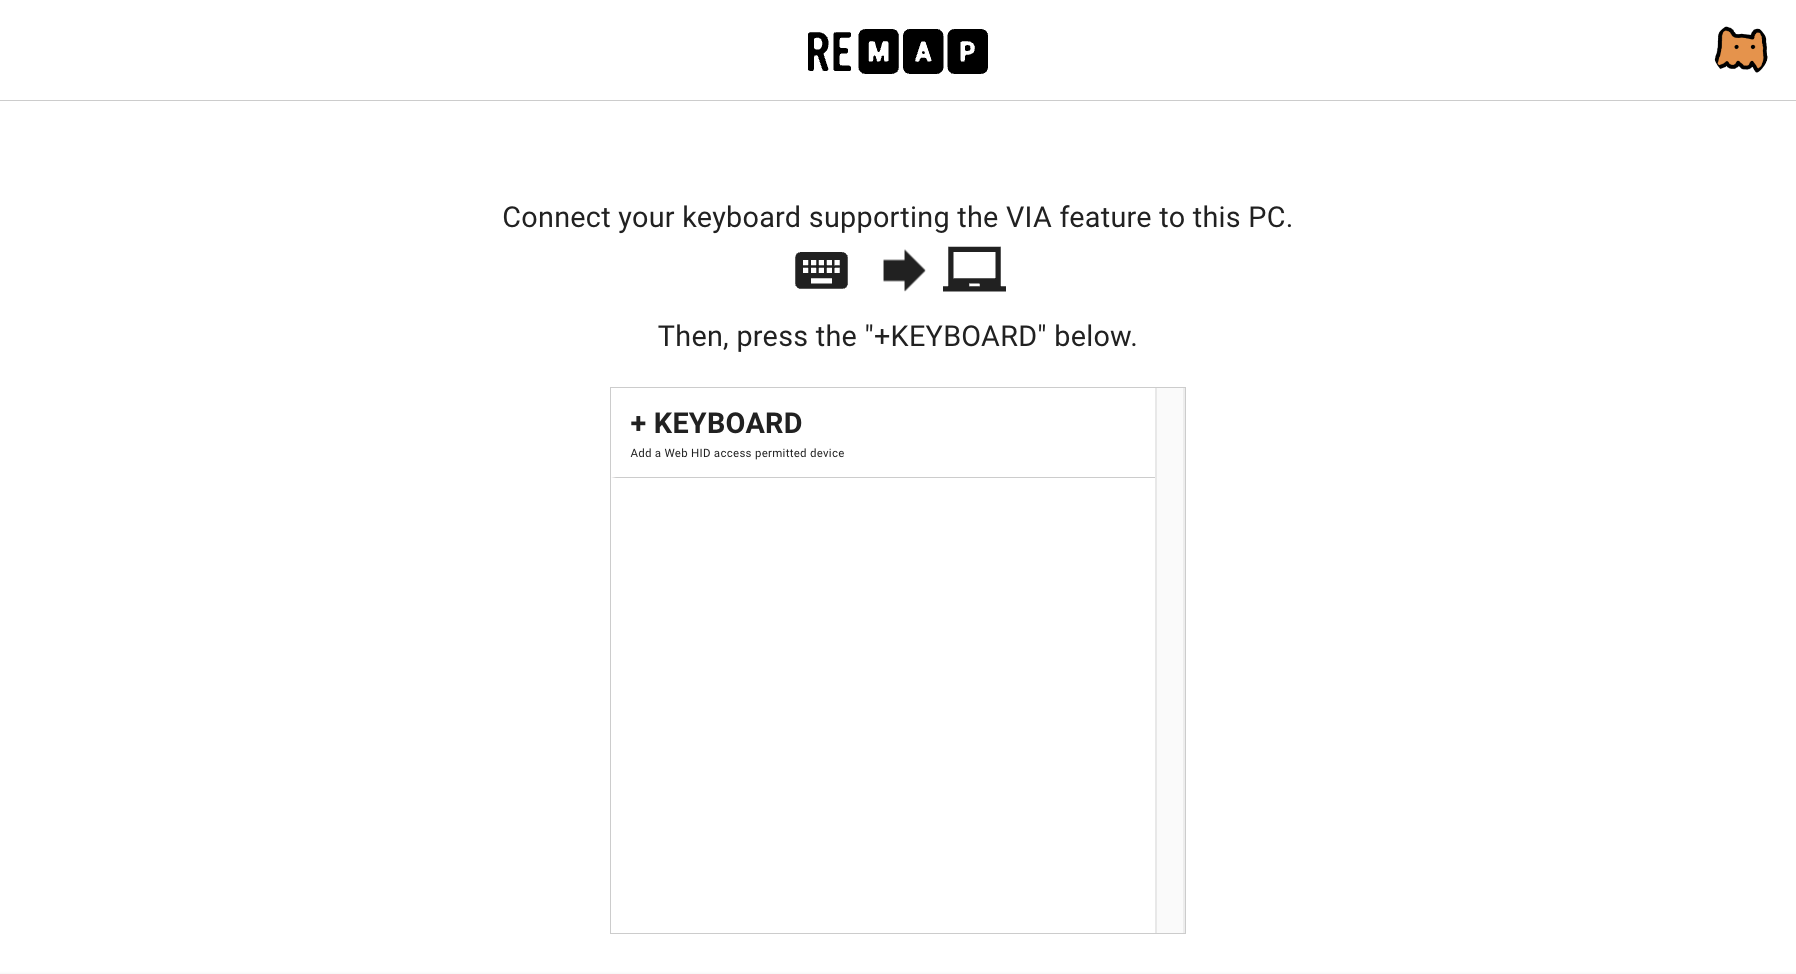 REMAP
Connect your keyboard supporting the VIA feature to this PC.
Then, press the "+KEYBOARD" below.
+ KEYBOARD
Add a Web HID access permitted device